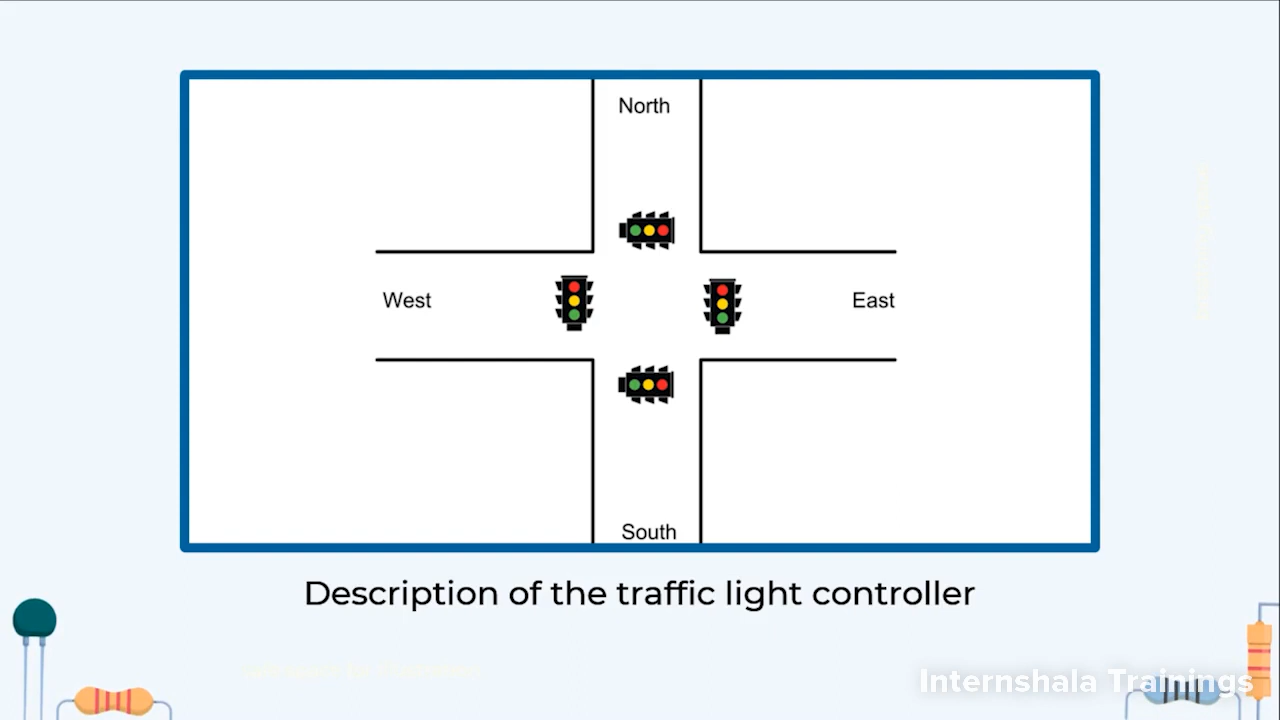 North
West
East
South
Description of the traffic light controller
Internshala Trainings